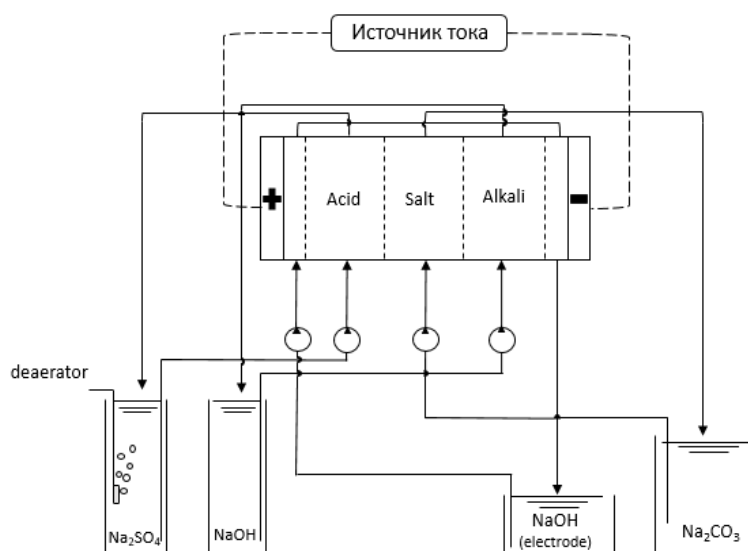 Источник тока
+
Acid
Salt
Alkali
-
deaerator
Na₂SO₄
NaOH
NaOH
(electrode)
Na₂CO₃